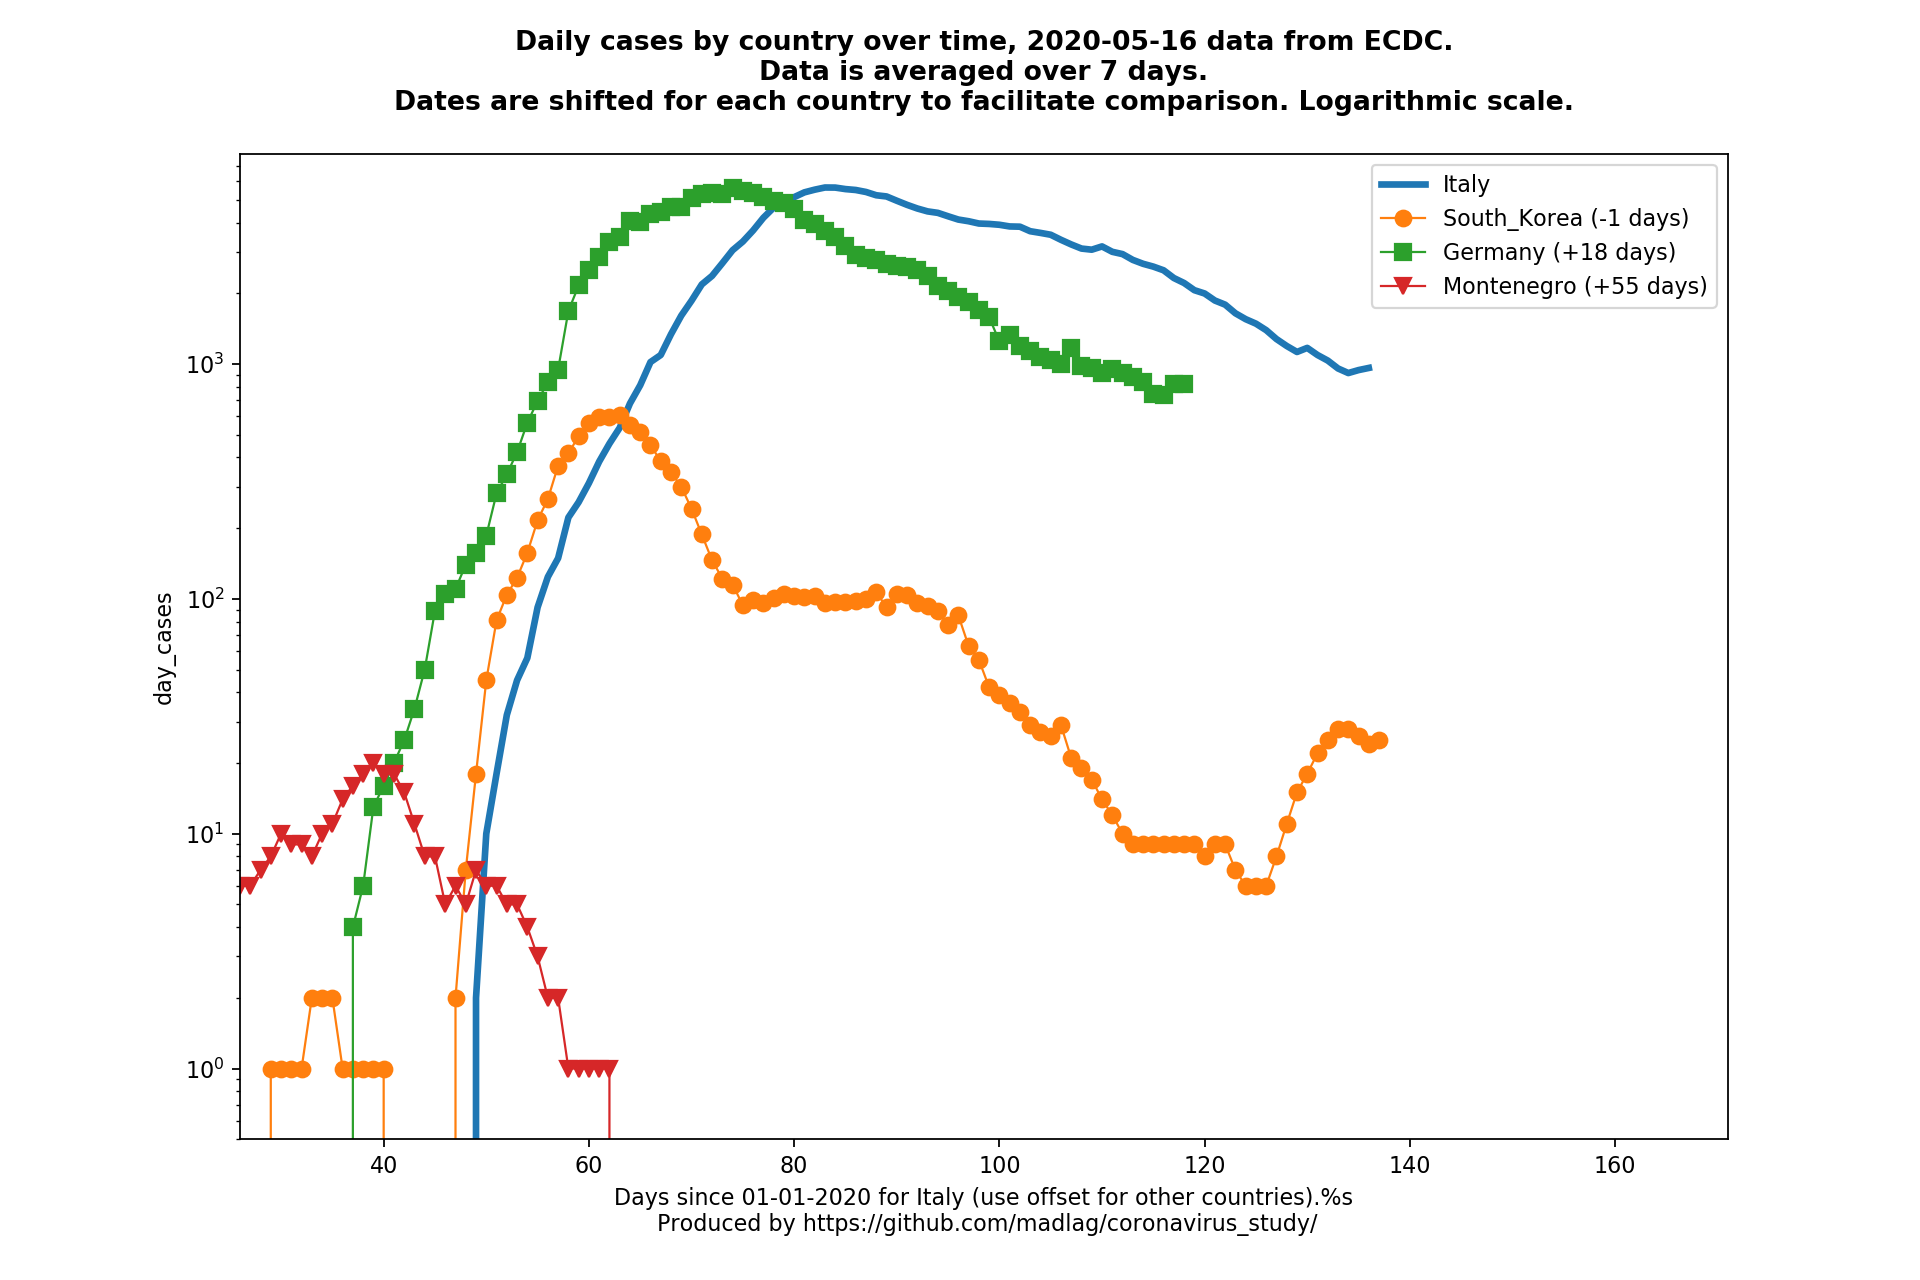 Daily cases by country over time, 2020-05-16 data from ECDC.
Data is averaged over 7 days.
Dates are shifted for each country to facilitate comparison. Logarithmic scale.
Italy
South_Korea (-1 days)
Germany (+18 days)
Montenegro (+55 days)
day_cases
10³
10²
10¹
10⁰
40 60 80 100 120 140 160
Days since 01-01-2020 for Italy (use offset for other countries).%s
Produced by https://github.com/madlag/coronavirus_study/